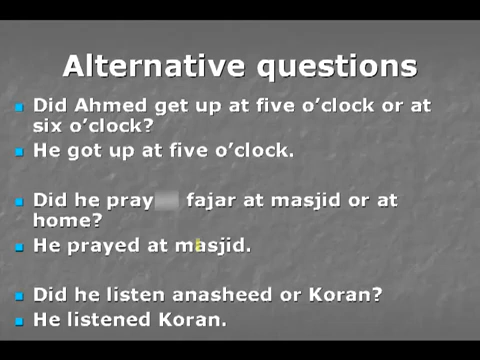 Alternative questions
Did Ahmed get up at five o’clock or at
six o’clock?
He got up at five o’clock.
Did he pray fajar at masjid or at
home?
He prayed at masjid.
Did he listen anasheed or Koran?
He listened Koran.